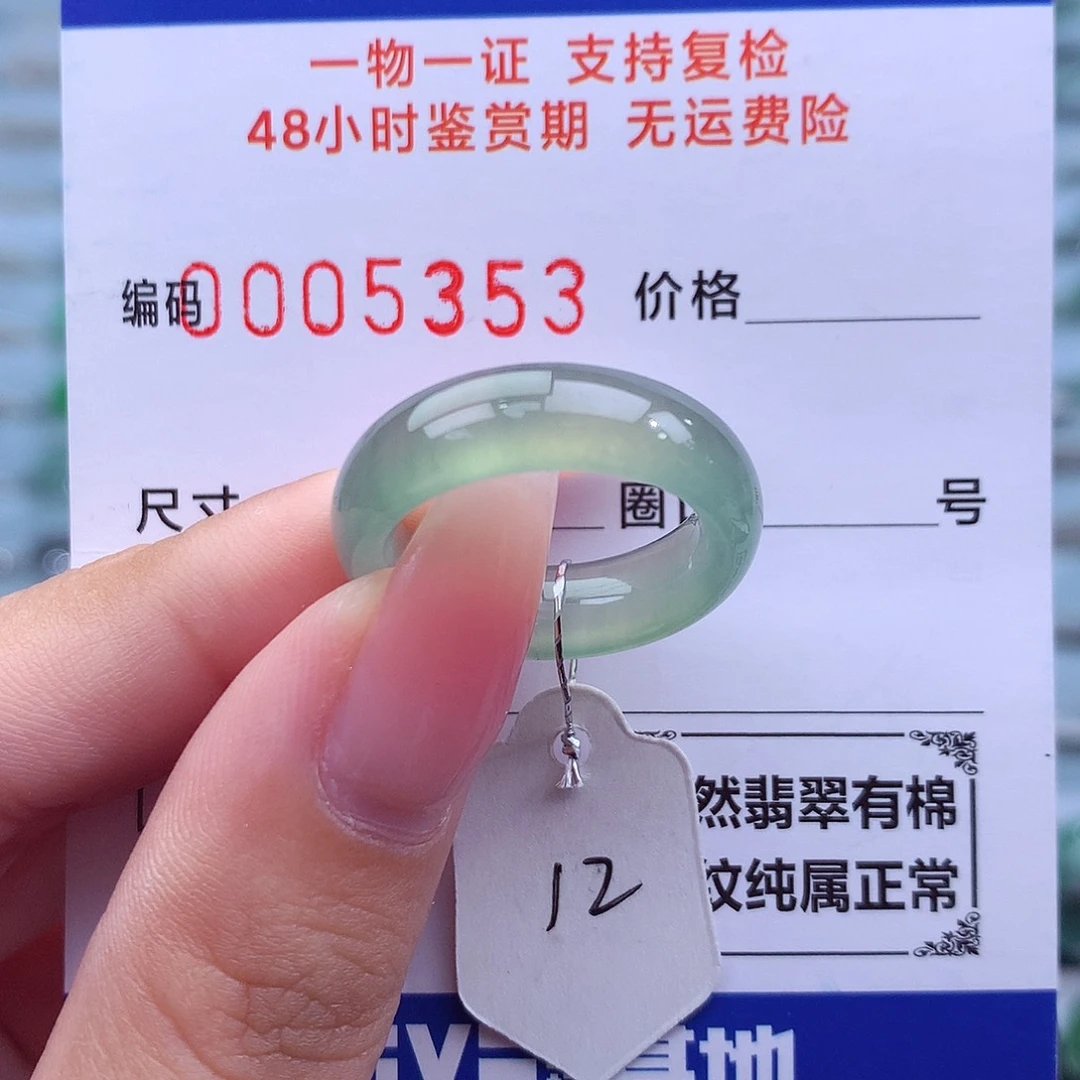 一物一证 支持复检
48小时鉴赏期 无运费险
编码0005353 价格
尺寸 圈 号
然翡翠有棉
纹纯属正常
12
基地